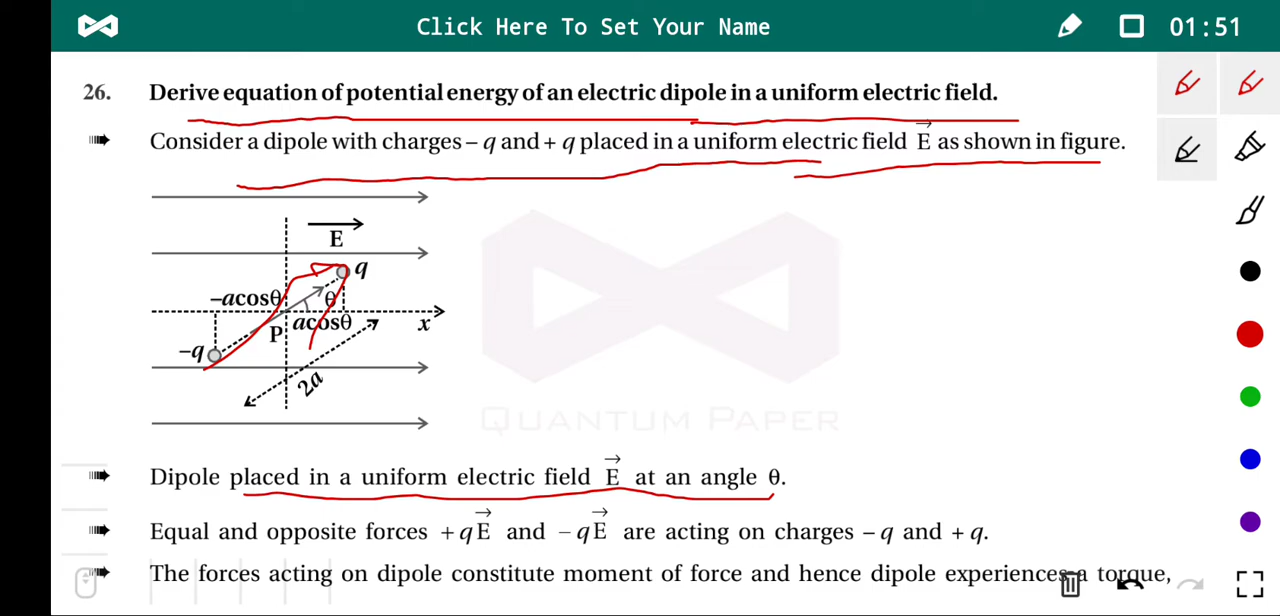 Click Here To Set Your Name
01:51
26. Derive equation of potential energy of an electric dipole in a uniform electric field.
Consider a dipole with charges – q and + q placed in a uniform electric field E⃗ as shown in figure.
E
q
–acosθ
θ
P
acosθ
x
–q
2a
QUANTUM PAPER
Dipole placed in a uniform electric field E⃗ at an angle θ.
Equal and opposite forces + qE⃗ and – qE⃗ are acting on charges – q and + q.
The forces acting on dipole constitute moment of force and hence dipole experiences a torque,